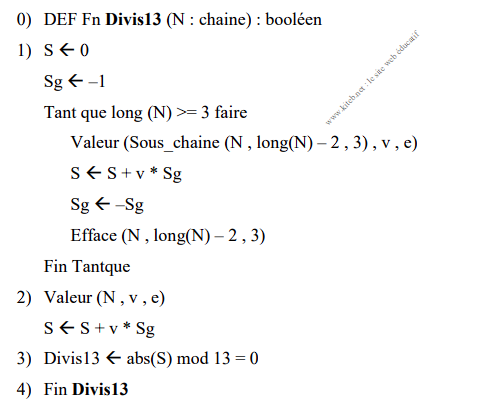 0) DEF Fn Divis13 (N : chaine) : booléen
1) S ← 0
Sg ← –1
Tant que long (N) >= 3 faire
Valeur (Sous_chaine (N , long(N) – 2 , 3) , v , e)
S ← S + v * Sg
Sg ← –Sg
Efface (N , long(N) – 2 , 3)
Fin Tantque
2) Valeur (N , v , e)
S ← S + v * Sg
3) Divis13 ← abs(S) mod 13 = 0
4) Fin Divis13
www.kiteb.net : le site web éducatif